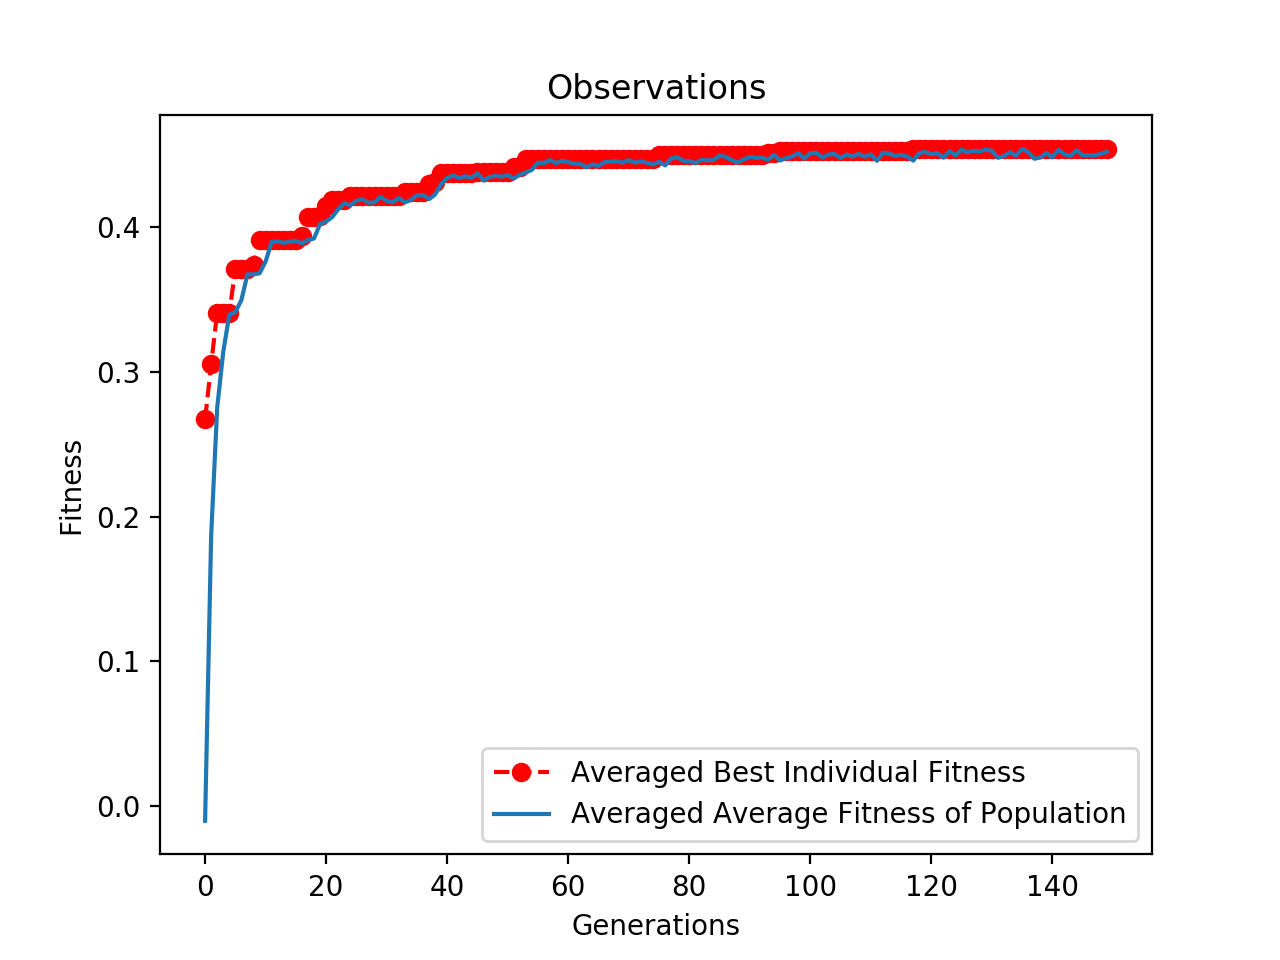 Observations
0.4
0.3
0.2
0.1
0.0
Fitness
Averaged Best Individual Fitness
Averaged Average Fitness of Population
0 20 40 60 80 100 120 140
Generations